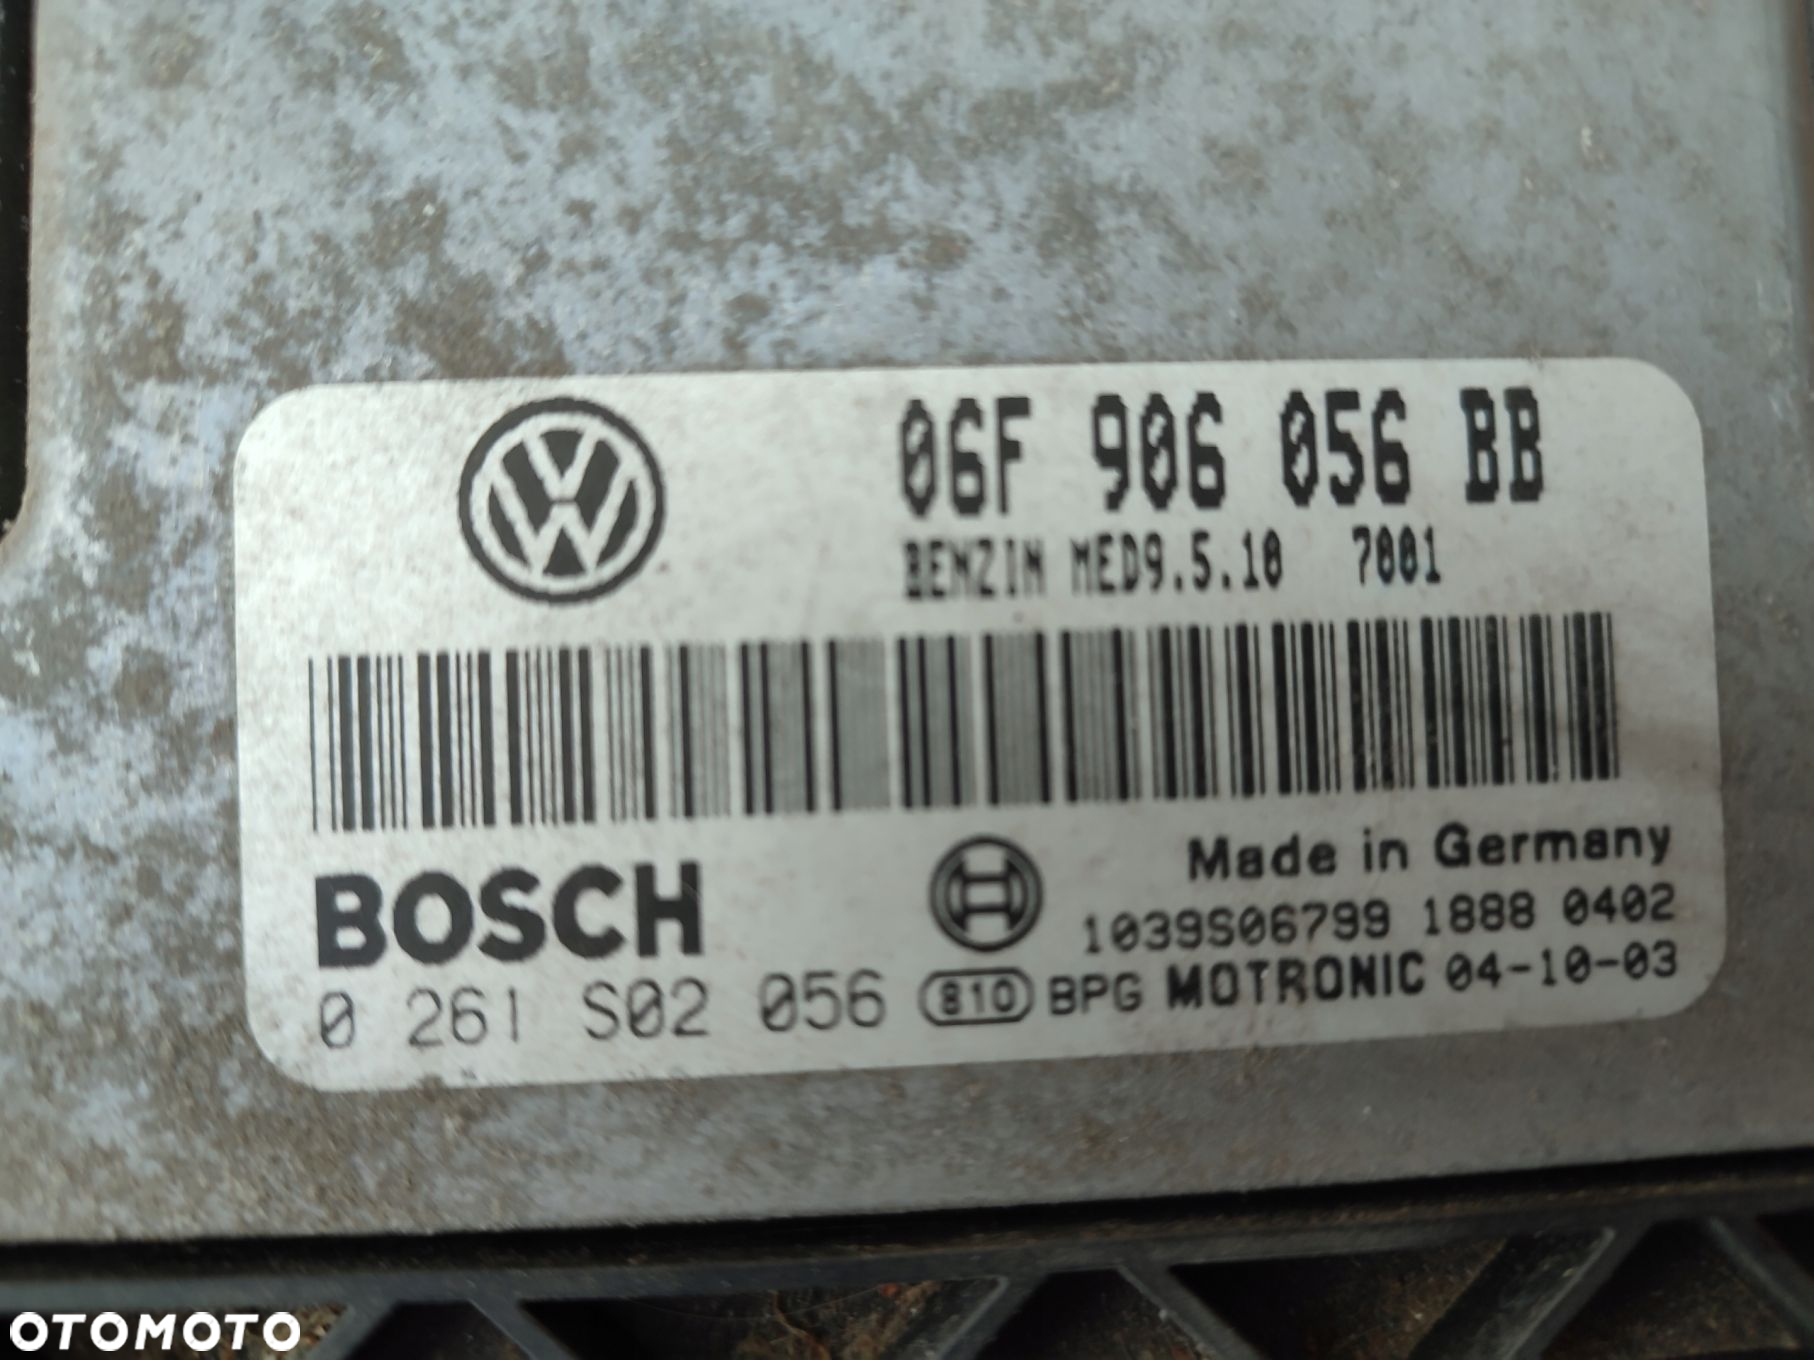 06F 906 056 BB
BENZIN MED9.5.10 7001
BOSCH
Made in Germany
1039S06799 1888 0402
0 261 S02 056 810 BPG MOTRONIC 04-10-03
OTOMOTO